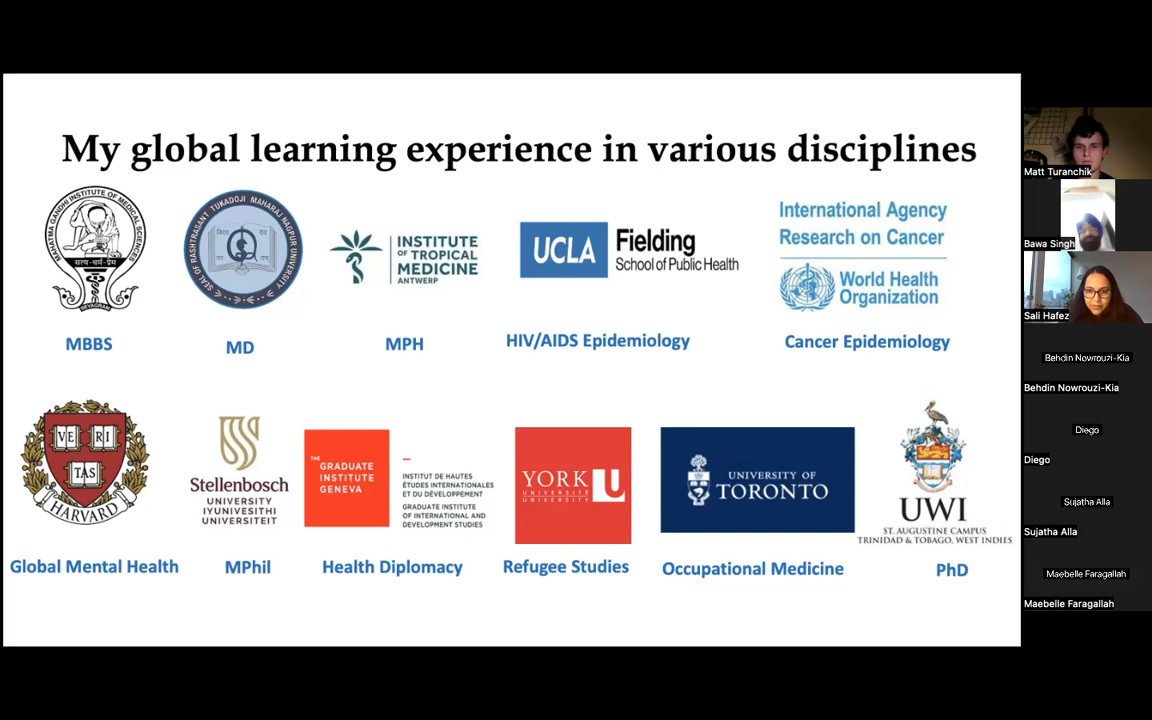 My global learning experience in various disciplines
MAHATMA GANDHI INSTITUTE OF MEDICAL SCIENCES
सत्य-धर्म-प्रेम
SEVAGRAM
MBBS
SEAL OF RASHTRASANT TUKADOJI MAHARAJ NAGPUR UNIVERSITY
MD
INSTITUTE
OF TROPICAL
MEDICINE
ANTWERP
MPH
UCLA
Fielding
School of Public Health
HIV/AIDS Epidemiology
International Agency
Research on Cancer
World Health
Organization
Cancer Epidemiology
VE RI
TAS
HARVARD
Global Mental Health
Stellenbosch
UNIVERSITY
IYUNIVESITHI
UNIVERSITEIT
MPhil
THE
GRADUATE
INSTITUTE
GENEVA
INSTITUT DE HAUTES
ÉTUDES INTERNATIONALES
ET DU DÉVELOPPEMENT
GRADUATE INSTITUTE
OF INTERNATIONAL AND
DEVELOPMENT STUDIES
Health Diplomacy
YORK U
UNIVERSITÉ
UNIVERSITY
Refugee Studies
UNIVERSITY OF
TORONTO
Occupational Medicine
UWI
ST. AUGUSTINE CAMPUS
TRINIDAD & TOBAGO, WEST INDIES
PhD
Matt Turanchik
Bawa Singh
Sali Hafez
Behdin Nowrouzi-Kia
Behdin Nowrouzi-Kia
Diego
Diego
Sujatha Alla
Sujatha Alla
Maebelle Faragallah
Maebelle Faragallah